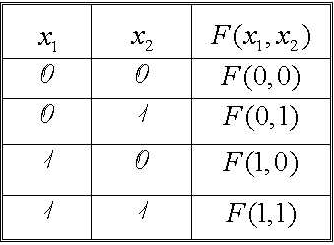 x₁ x₂ F(x₁, x₂)
0 0 F(0,0)
0 1 F(0,1)
1 0 F(1,0)
1 1 F(1,1)